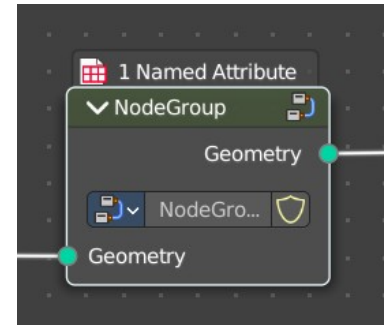 1 Named Attribute
NodeGroup
Geometry
NodeGro...
Geometry